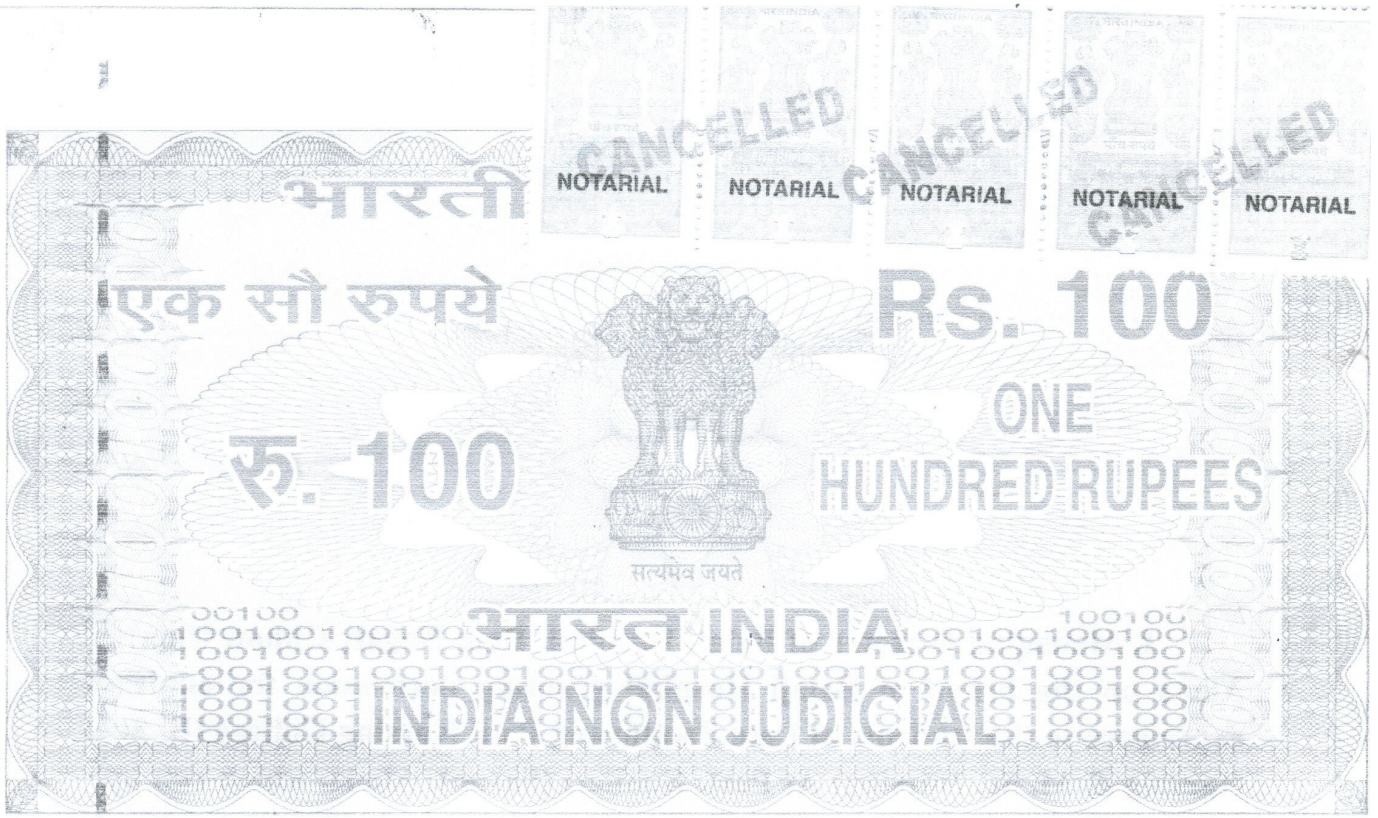 NOTARIAL NOTARIAL NOTARIAL NOTARIAL NOTARIAL
CANCELLED CANCELLED CANCELLED
भारती
एक सौ रुपये
Rs. 100
रु. 100
ONE
HUNDRED RUPEES
सत्यमेव जयते
भारत INDIA
INDIA NON JUDICIAL